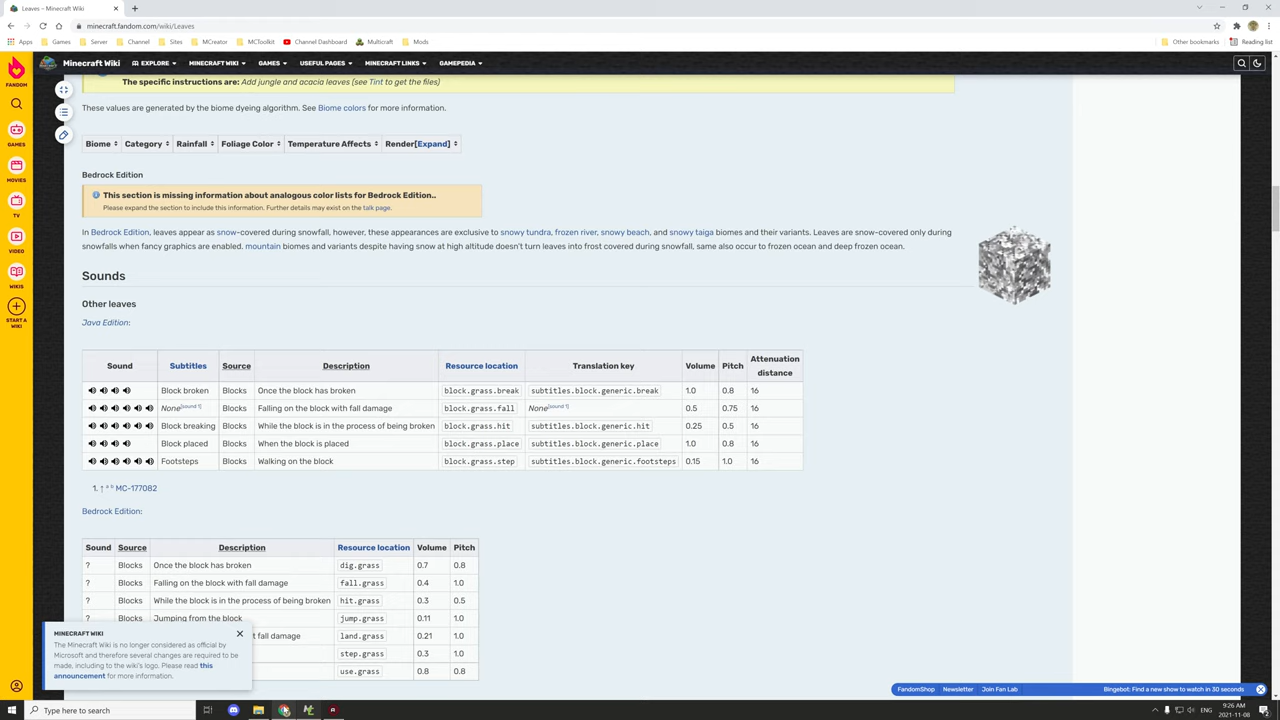 Leaves – Minecraft Wiki
minecraft.fandom.com/wiki/Leaves
Apps Games Server Channel Sites MCreator MCToolkit Channel Dashboard Multicraft Mods Other bookmarks Reading list
FANDOM
GAMES
MOVIES
TV
VIDEO
WIKIS
START A
WIKI
MINECRAFT WIKI EXPLORE MINECRAFT WIKI GAMES USEFUL PAGES MINECRAFT LINKS GAMEPEDIA
The specific instructions are: Add jungle and acacia leaves (see Tint to get the files)
These values are generated by the biome dyeing algorithm. See Biome colors for more information.
Biome Category Rainfall Foliage Color Temperature Affects Render[Expand]
Bedrock Edition
This section is missing information about analogous color lists for Bedrock Edition..
Please expand the section to include this information. Further details may exist on the talk page.
In Bedrock Edition, leaves appear as snow-covered during snowfall, however, these appearances are exclusive to snowy tundra, frozen river, snowy beach, and snowy taiga biomes and their variants. Leaves are snow-covered only during
snowfalls when fancy graphics are enabled. mountain biomes and variants despite having snow at high altitude doesn't turn leaves into frost covered during snowfall, same also occur to frozen ocean and deep frozen ocean.
Sounds
Other leaves
Java Edition:
Sound Subtitles Source Description Resource location Translation key Volume Pitch Attenuation
distance
Block broken Blocks Once the block has broken block.grass.break subtitles.block.generic.break 1.0 0.8 16
None[sound 1] Blocks Falling on the block with fall damage block.grass.fall None[sound 1] 0.5 0.75 16
Block breaking Blocks While the block is in the process of being broken block.grass.hit subtitles.block.generic.hit 0.25 0.5 16
Block placed Blocks When the block is placed block.grass.place subtitles.block.generic.place 1.0 0.8 16
Footsteps Blocks Walking on the block block.grass.step subtitles.block.generic.footsteps 0.15 1.0 16
1. ↑ a b MC-177082
Bedrock Edition:
Sound Source Description Resource location Volume Pitch
? Blocks Once the block has broken dig.grass 0.7 0.8
? Blocks Falling on the block with fall damage fall.grass 0.4 1.0
? Blocks While the block is in the process of being broken hit.grass 0.3 0.5
? Blocks Jumping from the block jump.grass 0.11 1.0
t fall damage land.grass 0.21 1.0
step.grass 0.3 1.0
use.grass 0.8 0.8
MINECRAFT WIKI
The Minecraft Wiki is no longer considered as official by
Microsoft and therefore several changes are required to be
made, including to the wiki's logo. Please read this
announcement for more information.
FandomShop Newsletter Join Fan Lab Bingebot: Find a new show to watch in 30 seconds
Type here to search
ENG
9:26 AM
2021-11-08
2